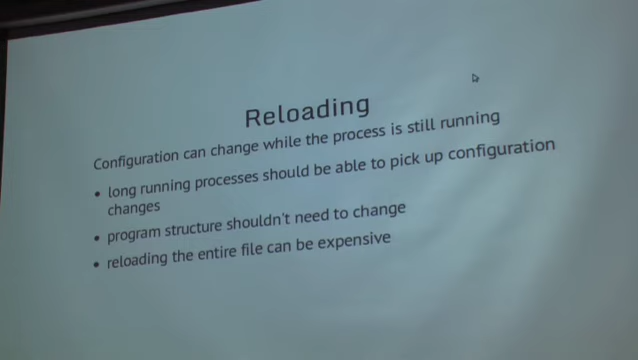 Reloading
Configuration can change while the process is still running
• long running processes should be able to pick up configuration
changes
• program structure shouldn't need to change
• reloading the entire file can be expensive